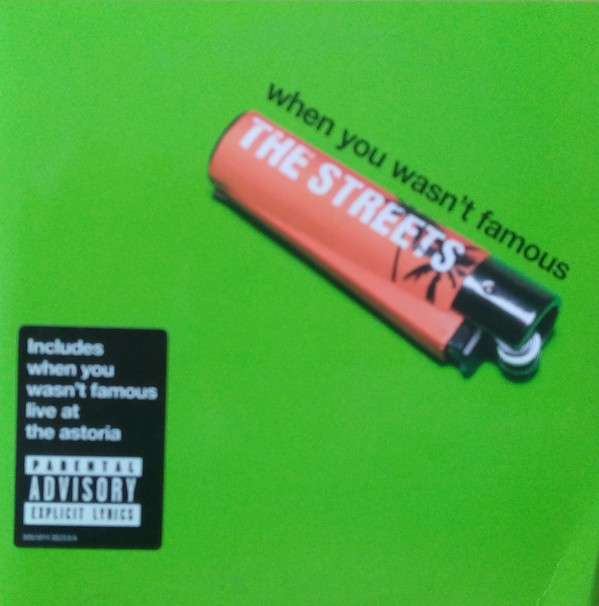 when you wasn't famous
THE STREETS
Includes
when you
wasn't famous
live at
the astoria
PARENTAL
ADVISORY
EXPLICIT LYRICS